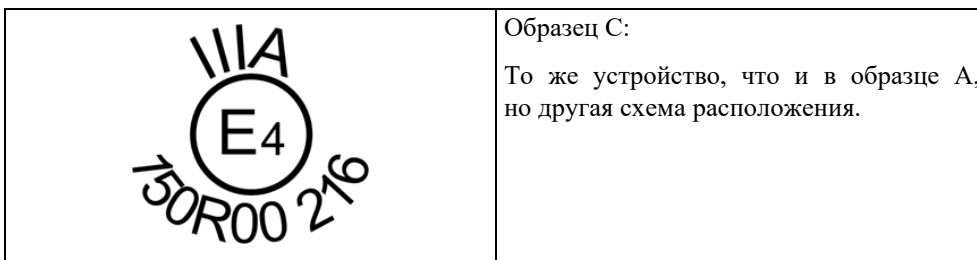 IIIA
E4
150R00 216
Образец C:
То же устройство, что и в образце A,
но другая схема расположения.